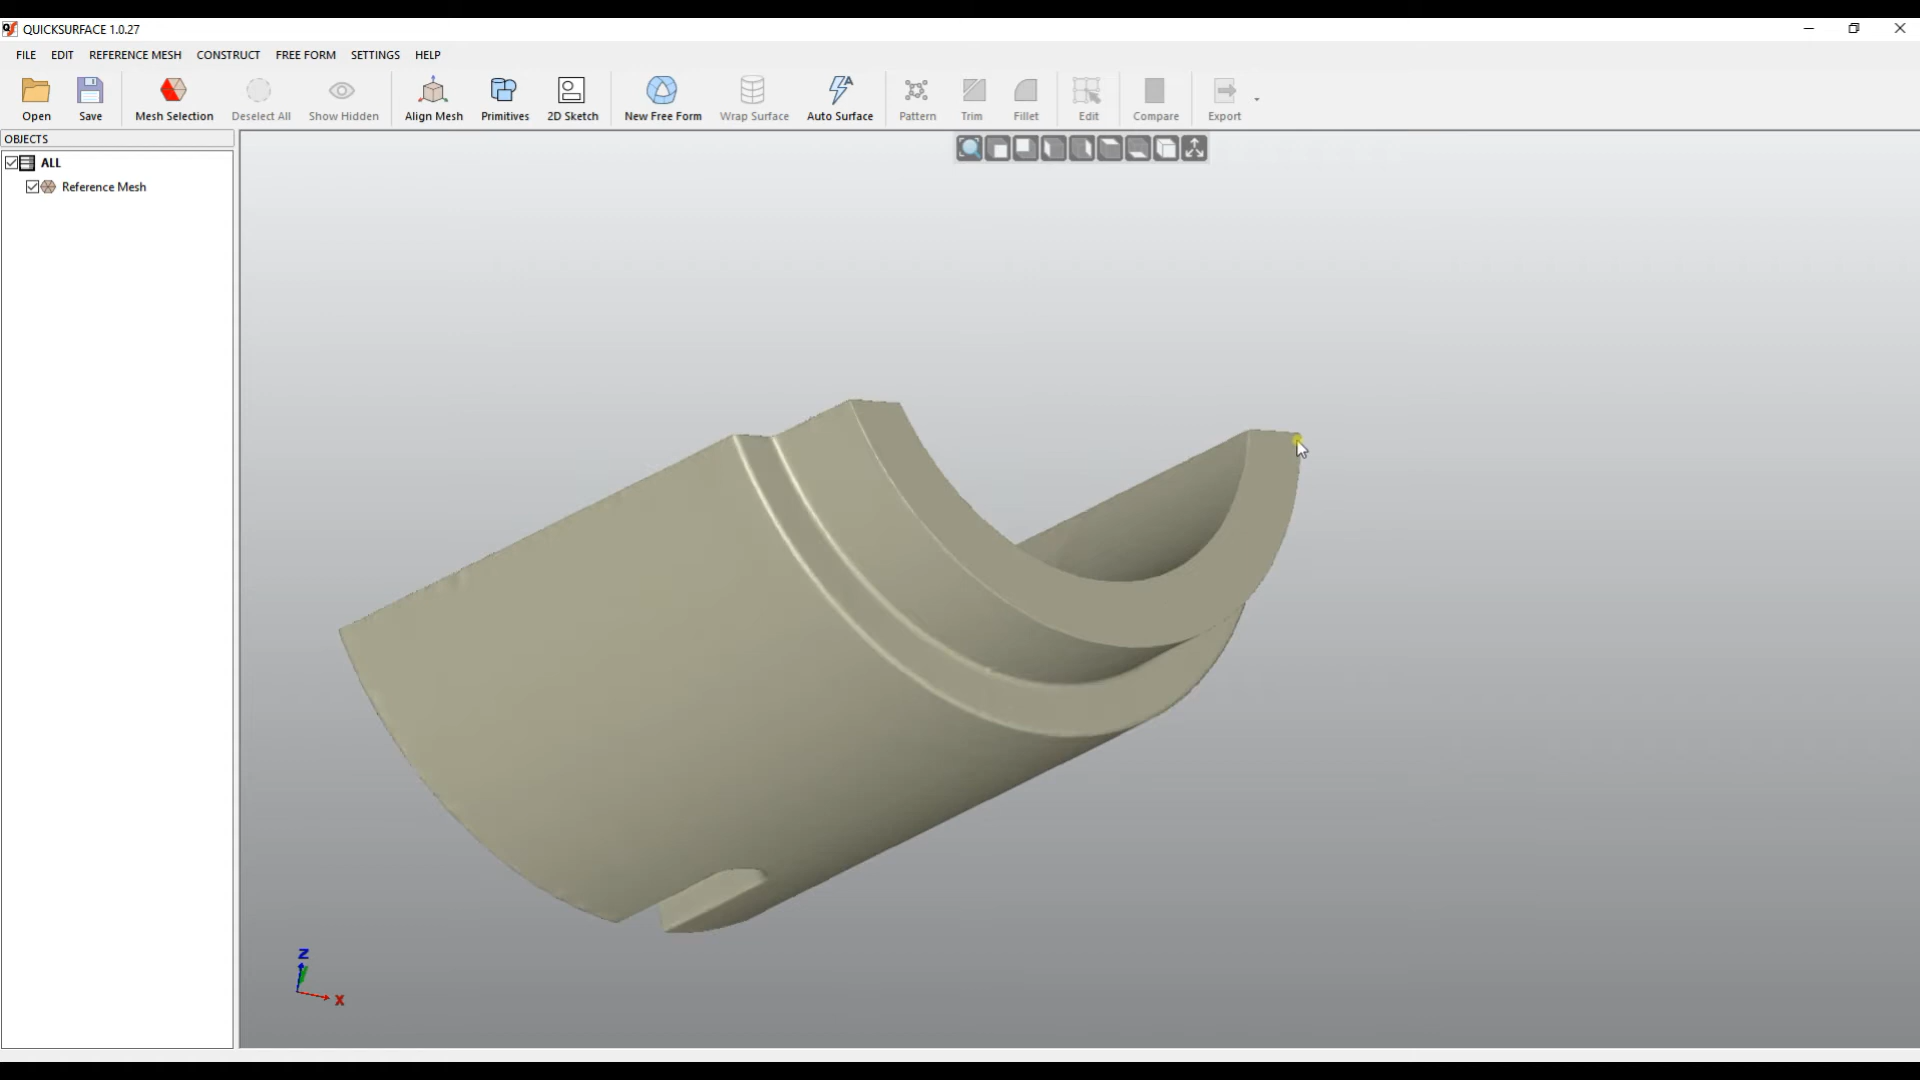 QUICKSURFACE 1.0.27
FILE EDIT REFERENCE MESH CONSTRUCT FREE FORM SETTINGS HELP
Open Save Mesh Selection Deselect All Show Hidden Align Mesh Primitives 2D Sketch New Free Form Wrap Surface Auto Surface Pattern Trim Fillet Edit Compare Export
OBJECTS
ALL
Reference Mesh
Z
X